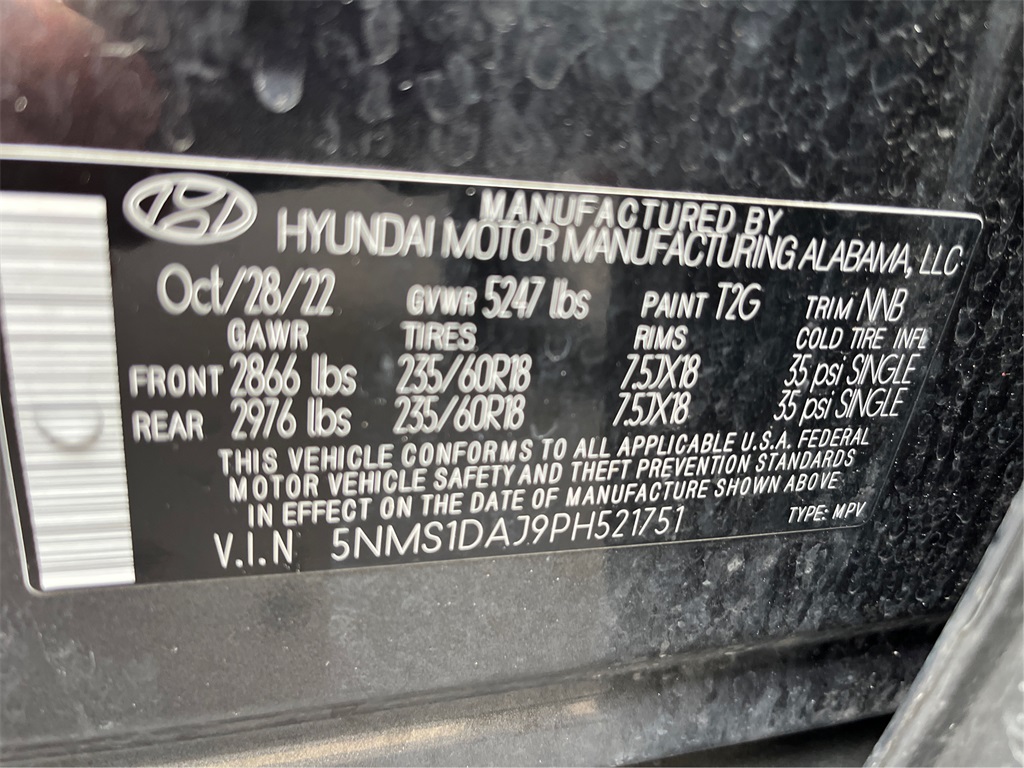 MANUFACTURED BY
HYUNDAI MOTOR MANUFACTURING ALABAMA, LLC
Oct/28/22 GVWR 5247 lbs PAINT T2G TRIM NNB
GAWR TIRES RIMS COLD TIRE INFL
FRONT 2866 lbs 235/60R18 7.5JX18 35 psi SINGLE
REAR 2976 lbs 235/60R18 7.5JX18 35 psi SINGLE
THIS VEHICLE CONFORMS TO ALL APPLICABLE U.S.A. FEDERAL
MOTOR VEHICLE SAFETY AND THEFT PREVENTION STANDARDS
IN EFFECT ON THE DATE OF MANUFACTURE SHOWN ABOVE
V.I.N 5NMS1DAJ9PH521751 TYPE: MPV